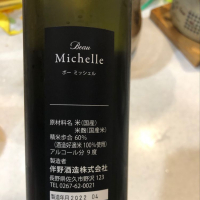 Beau
Michelle
ボー ミッシェル
原材料名 米(国産)
米麹(国産米)
精米歩合 60%
(酒造好適米100%使用)
アルコール分 9 度
製造者
伴野酒造株式会社
長野県佐久市野沢 123
TEL 0267-62-0021
製造年月 2022. 04